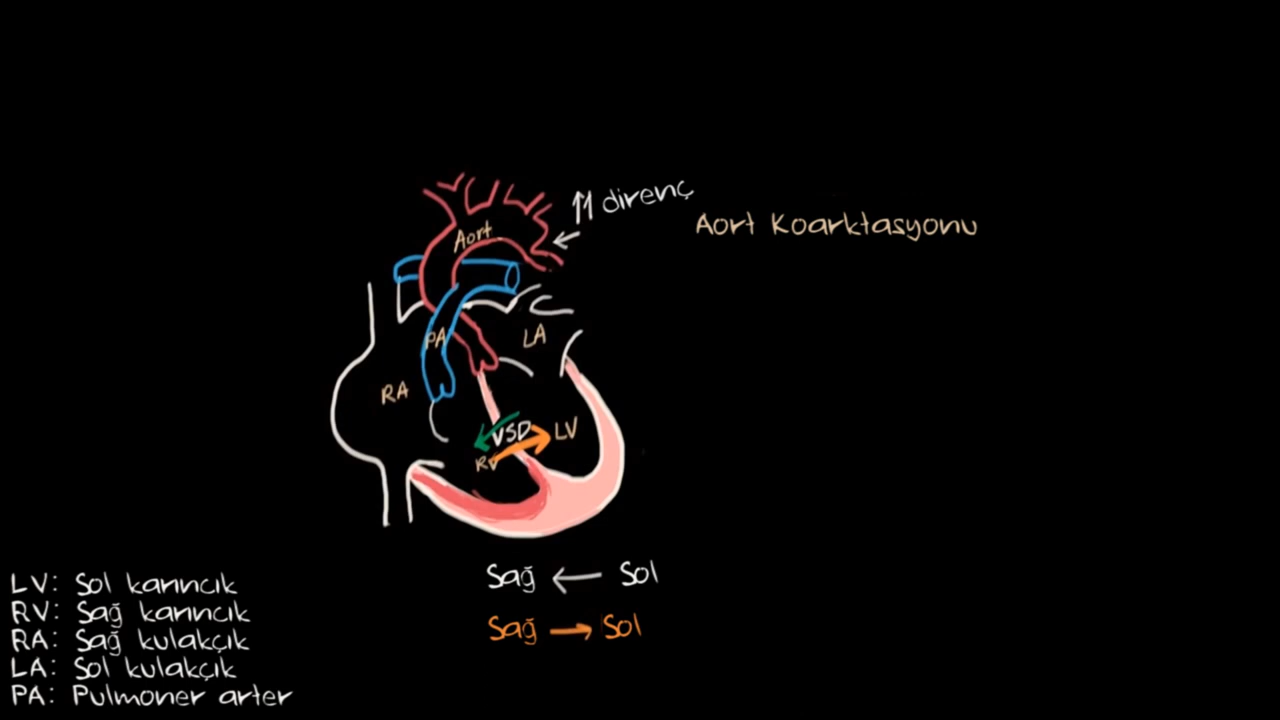 ↑↑ direnç
Aort Koarktasyonu
Aort
PA
LA
RA
VSD
LV
RV
Sağ ← Sol
Sağ → Sol
LV: Sol karıncık
RV: Sağ karıncık
RA: Sağ kulakçık
LA: Sol kulakçık
PA: Pulmoner arter